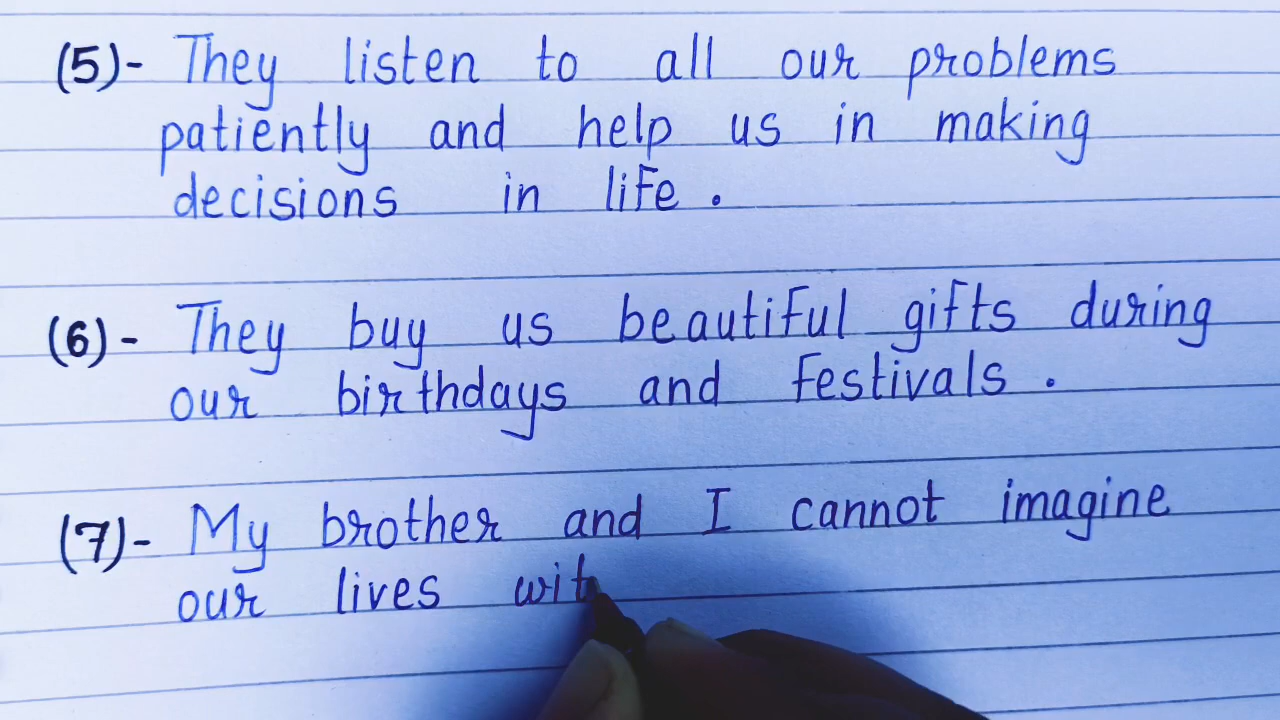 (5)- They listen to all our problems
patiently and help us in making
decisions in life .
(6)- They buy us beautiful gifts during
our birthdays and festivals .
(7)- My brother and I cannot imagine
our lives wit